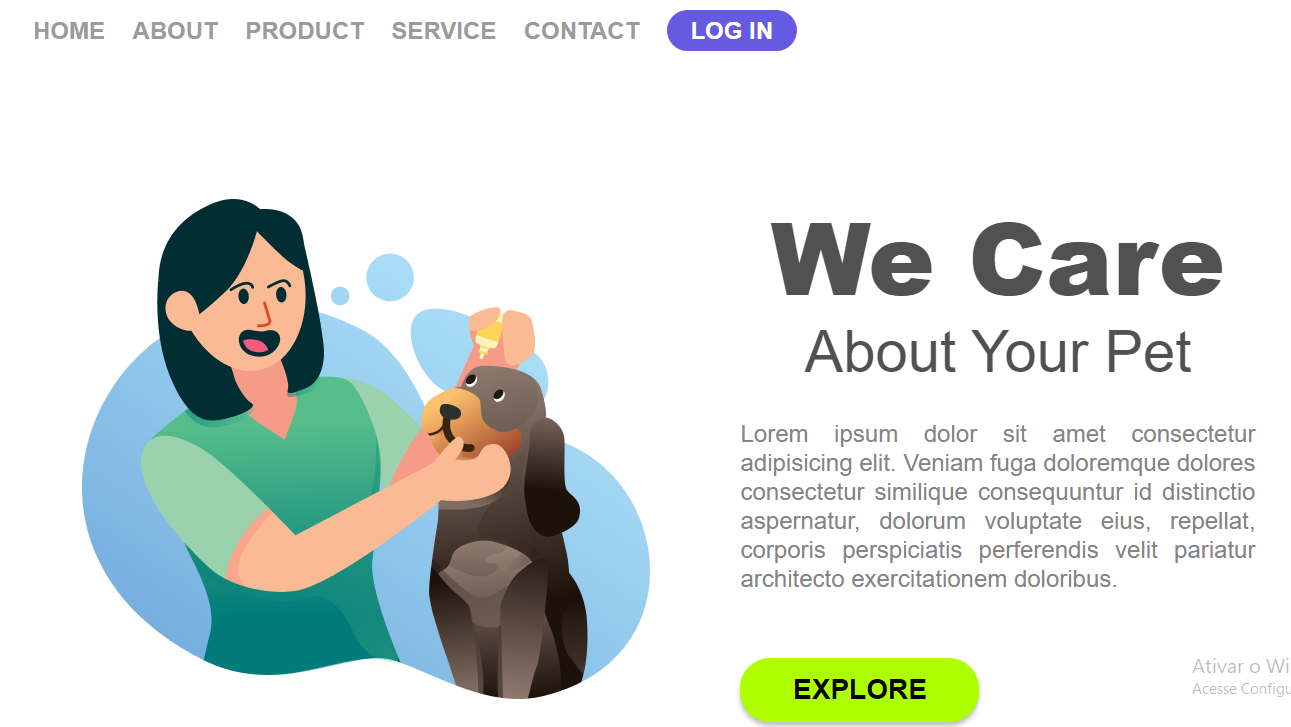 HOME ABOUT PRODUCT SERVICE CONTACT LOG IN
We Care
About Your Pet
Lorem ipsum dolor sit amet consectetur
adipisicing elit. Veniam fuga doloremque dolores
consectetur similique consequuntur id distinctio
aspernatur, dolorum voluptate eius, repellat,
corporis perspiciatis perferendis velit pariatur
architecto exercitationem doloribus.
EXPLORE
Ativar o Wi
Acesse Configu